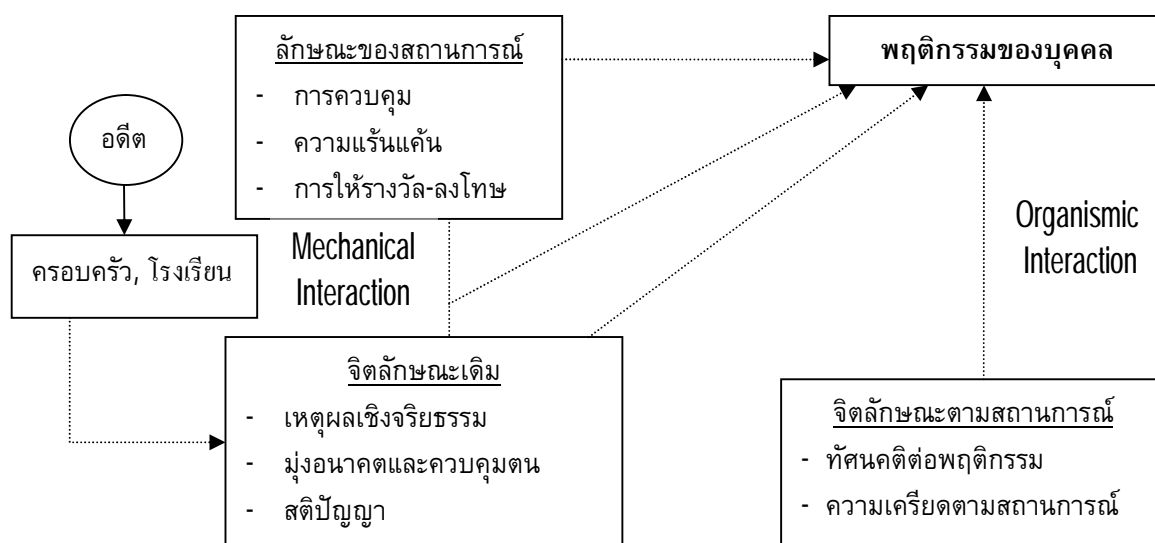 ลักษณะของสถานการณ์
- การควบคุม
- ความแร้นแค้น
- การให้รางวัล-ลงโทษ
พฤติกรรมของบุคคล
อดีต
ครอบครัว, โรงเรียน
Mechanical
Interaction
Organismic
Interaction
จิตลักษณะเดิม
- เหตุผลเชิงจริยธรรม
- มุ่งอนาคตและควบคุมตน
- สติปัญญา
จิตลักษณะตามสถานการณ์
- ทัศนคติต่อพฤติกรรม
- ความเครียดตามสถานการณ์